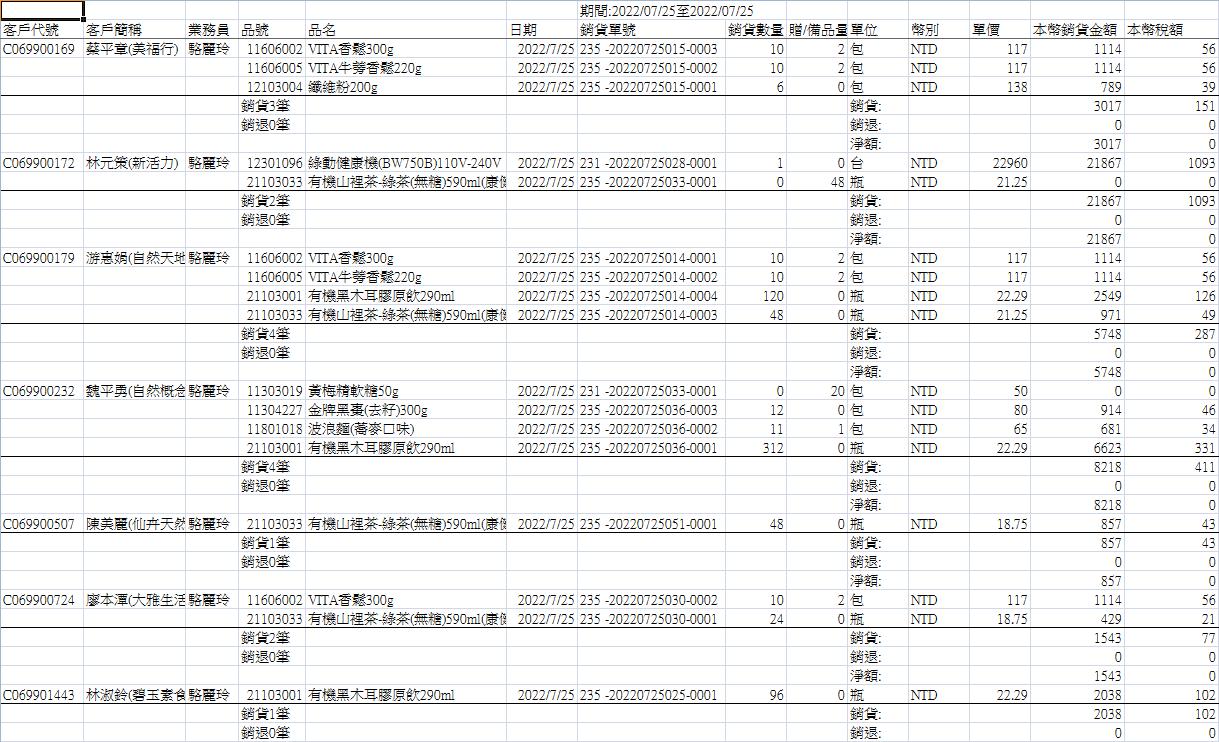 期間:2022/07/25至2022/07/25
客戶代號 客戶簡稱 業務員 品號 品名 日期 銷貨單號 銷貨數量 贈/備品量 單位 幣別 單價 本幣銷貨金額 本幣稅額
C069900169 蔡平章(美福行) 駱麗玲 11606002 VITA香鬆300g 2022/7/25 235 -20220725015-0003 10 2 包 NTD 117 1114 56
11606005 VITA牛蒡香鬆220g 2022/7/25 235 -20220725015-0002 10 2 包 NTD 117 1114 56
12103004 纖維粉200g 2022/7/25 235 -20220725015-0001 6 0 包 NTD 138 789 39
銷貨3筆 銷貨: 3017 151
銷退0筆 銷退: 0 0
淨額: 3017 0
C069900172 林元策(新活力) 駱麗玲 12301096 綠動健康機(BW750B)110V-240V 2022/7/25 231 -20220725028-0001 1 0 台 NTD 22960 21867 1093
21103033 有機山裡茶-綠茶(無糖)590ml(康 2022/7/25 235 -20220725033-0001 0 48 瓶 NTD 21.25 0 0
銷貨2筆 銷貨: 21867 1093
銷退0筆 銷退: 0 0
淨額: 21867 0
C069900179 游惠娟(自然天地 駱麗玲 11606002 VITA香鬆300g 2022/7/25 235 -20220725014-0001 10 2 包 NTD 117 1114 56
11606005 VITA牛蒡香鬆220g 2022/7/25 235 -20220725014-0002 10 2 包 NTD 117 1114 56
21103001 有機黑木耳膠原飲290ml 2022/7/25 235 -20220725014-0004 120 0 瓶 NTD 22.29 2549 126
21103033 有機山裡茶-綠茶(無糖)590ml(康 2022/7/25 235 -20220725014-0003 48 0 瓶 NTD 21.25 971 49
銷貨4筆 銷貨: 5748 287
銷退0筆 銷退: 0 0
淨額: 5748 0
C069900232 魏平勇(自然概念 駱麗玲 11303019 黃梅精軟糖50g 2022/7/25 231 -20220725033-0001 0 20 包 NTD 50 0 0
11304227 金牌黑棗(去籽)300g 2022/7/25 235 -20220725036-0003 12 0 包 NTD 80 914 46
11801018 波浪麵(蕎麥口味) 2022/7/25 235 -20220725036-0002 11 1 包 NTD 65 681 34
21103001 有機黑木耳膠原飲290ml 2022/7/25 235 -20220725036-0001 312 0 瓶 NTD 22.29 6623 331
銷貨4筆 銷貨: 8218 411
銷退0筆 銷退: 0 0
淨額: 8218 0
C069900507 陳美麗(仙卉天然 駱麗玲 21103033 有機山裡茶-綠茶(無糖)590ml(康 2022/7/25 235 -20220725051-0001 48 0 瓶 NTD 18.75 857 43
銷貨1筆 銷貨: 857 43
銷退0筆 銷退: 0 0
淨額: 857 0
C069900724 廖本潭(大雅生活 駱麗玲 11606002 VITA香鬆300g 2022/7/25 235 -20220725030-0002 10 2 包 NTD 117 1114 56
21103033 有機山裡茶-綠茶(無糖)590ml(康 2022/7/25 235 -20220725030-0001 24 0 瓶 NTD 18.75 429 21
銷貨2筆 銷貨: 1543 77
銷退0筆 銷退: 0 0
淨額: 1543 0
C069901443 林淑鈴(碧玉素食 駱麗玲 21103001 有機黑木耳膠原飲290ml 2022/7/25 235 -20220725025-0001 96 0 瓶 NTD 22.29 2038 102
銷貨1筆 銷貨: 2038 102
銷退0筆 銷退: 0 0